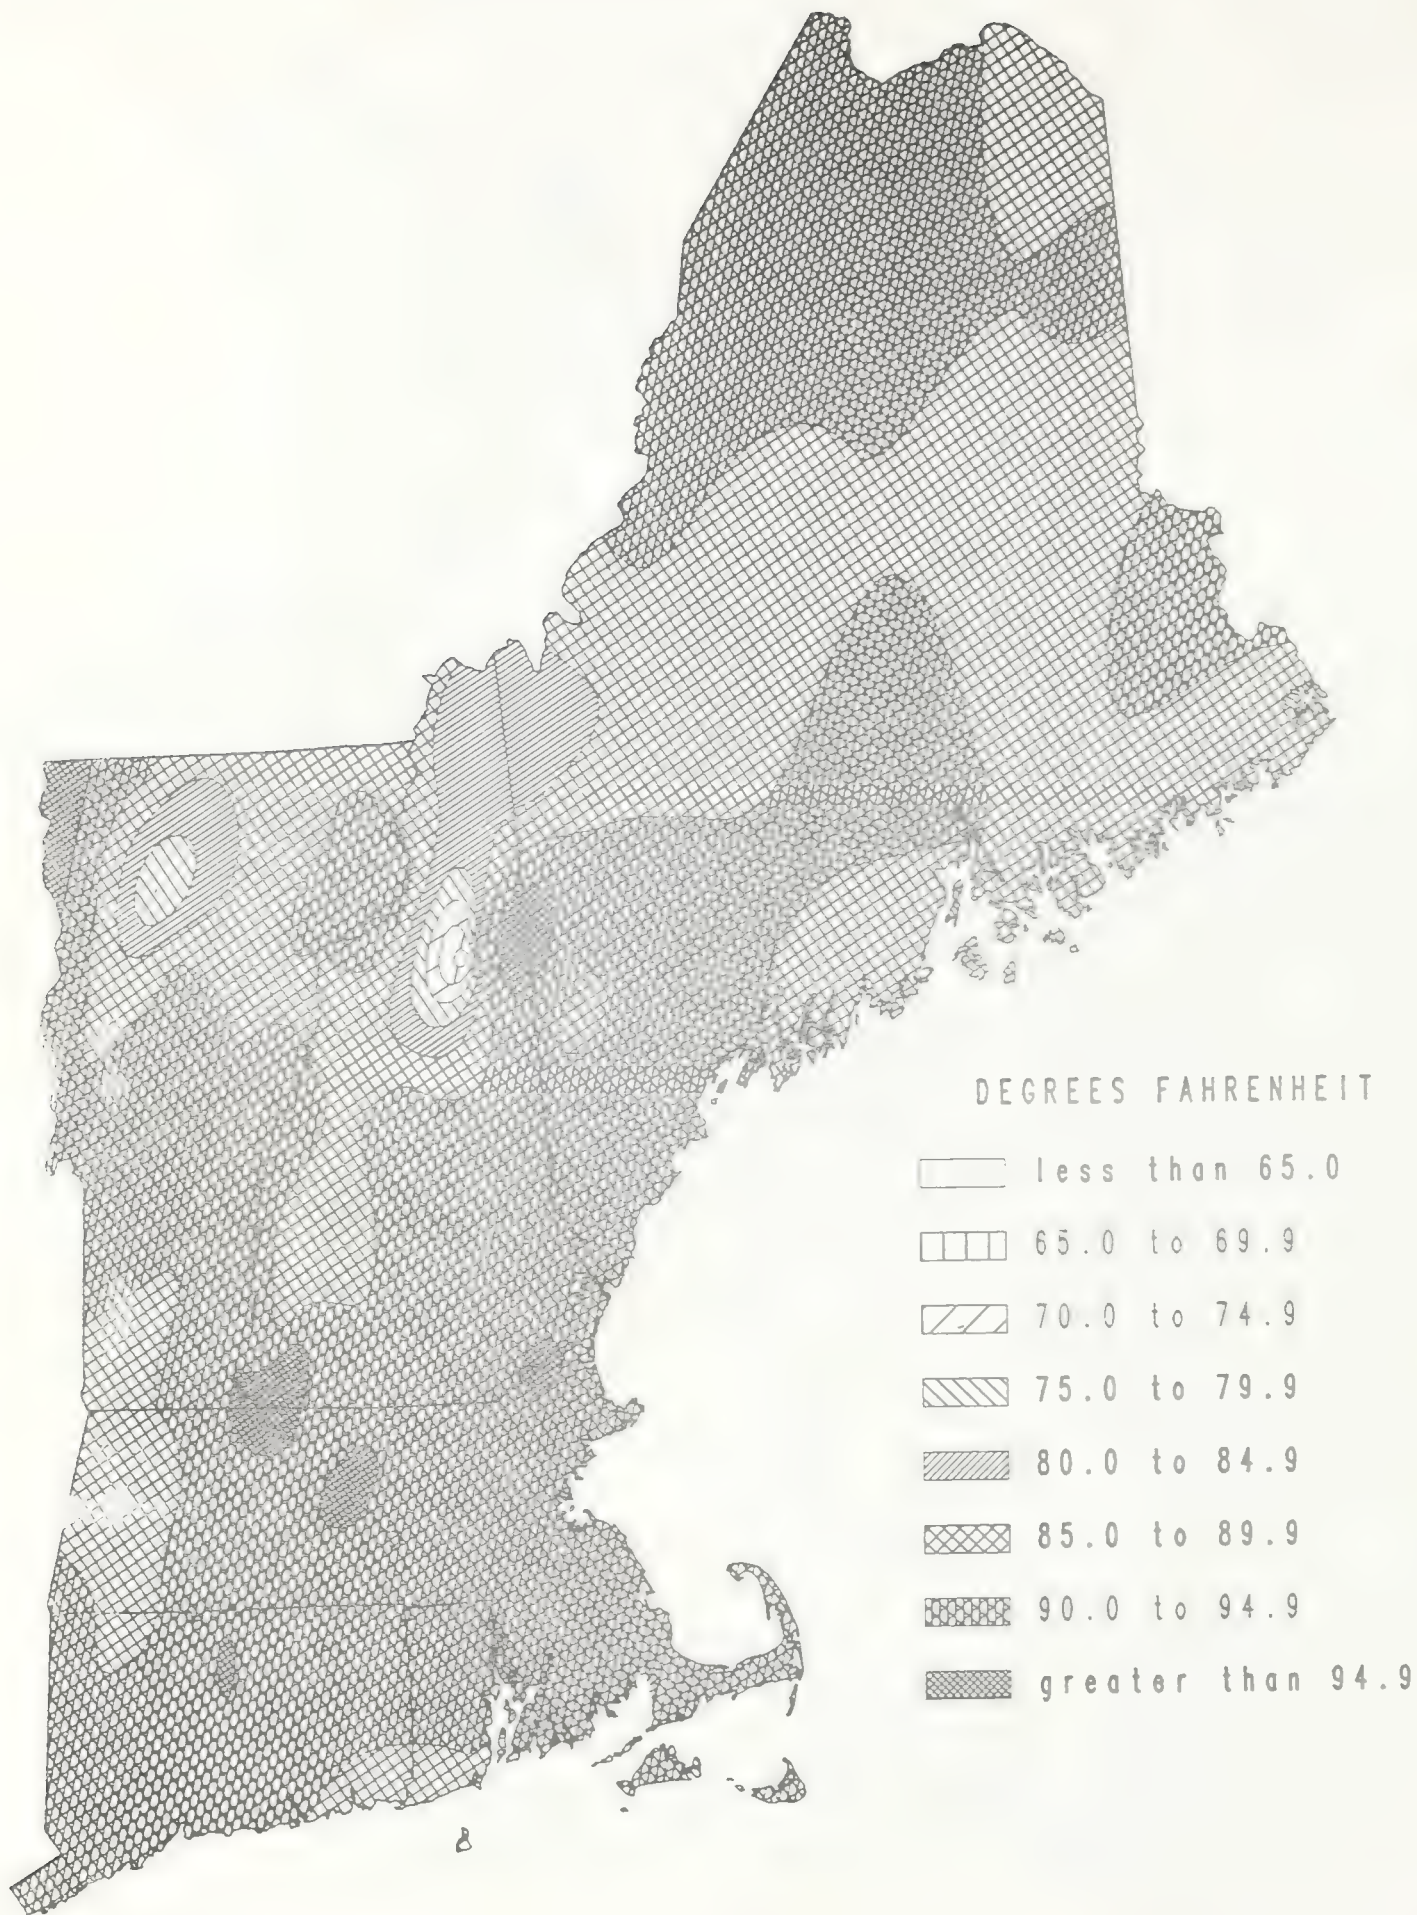 DEGREES FAHRENHEIT
less than 65.0
65.0 to 69.9
70.0 to 74.9
75.0 to 79.9
80.0 to 84.9
85.0 to 89.9
90.0 to 94.9
greater than 94.9